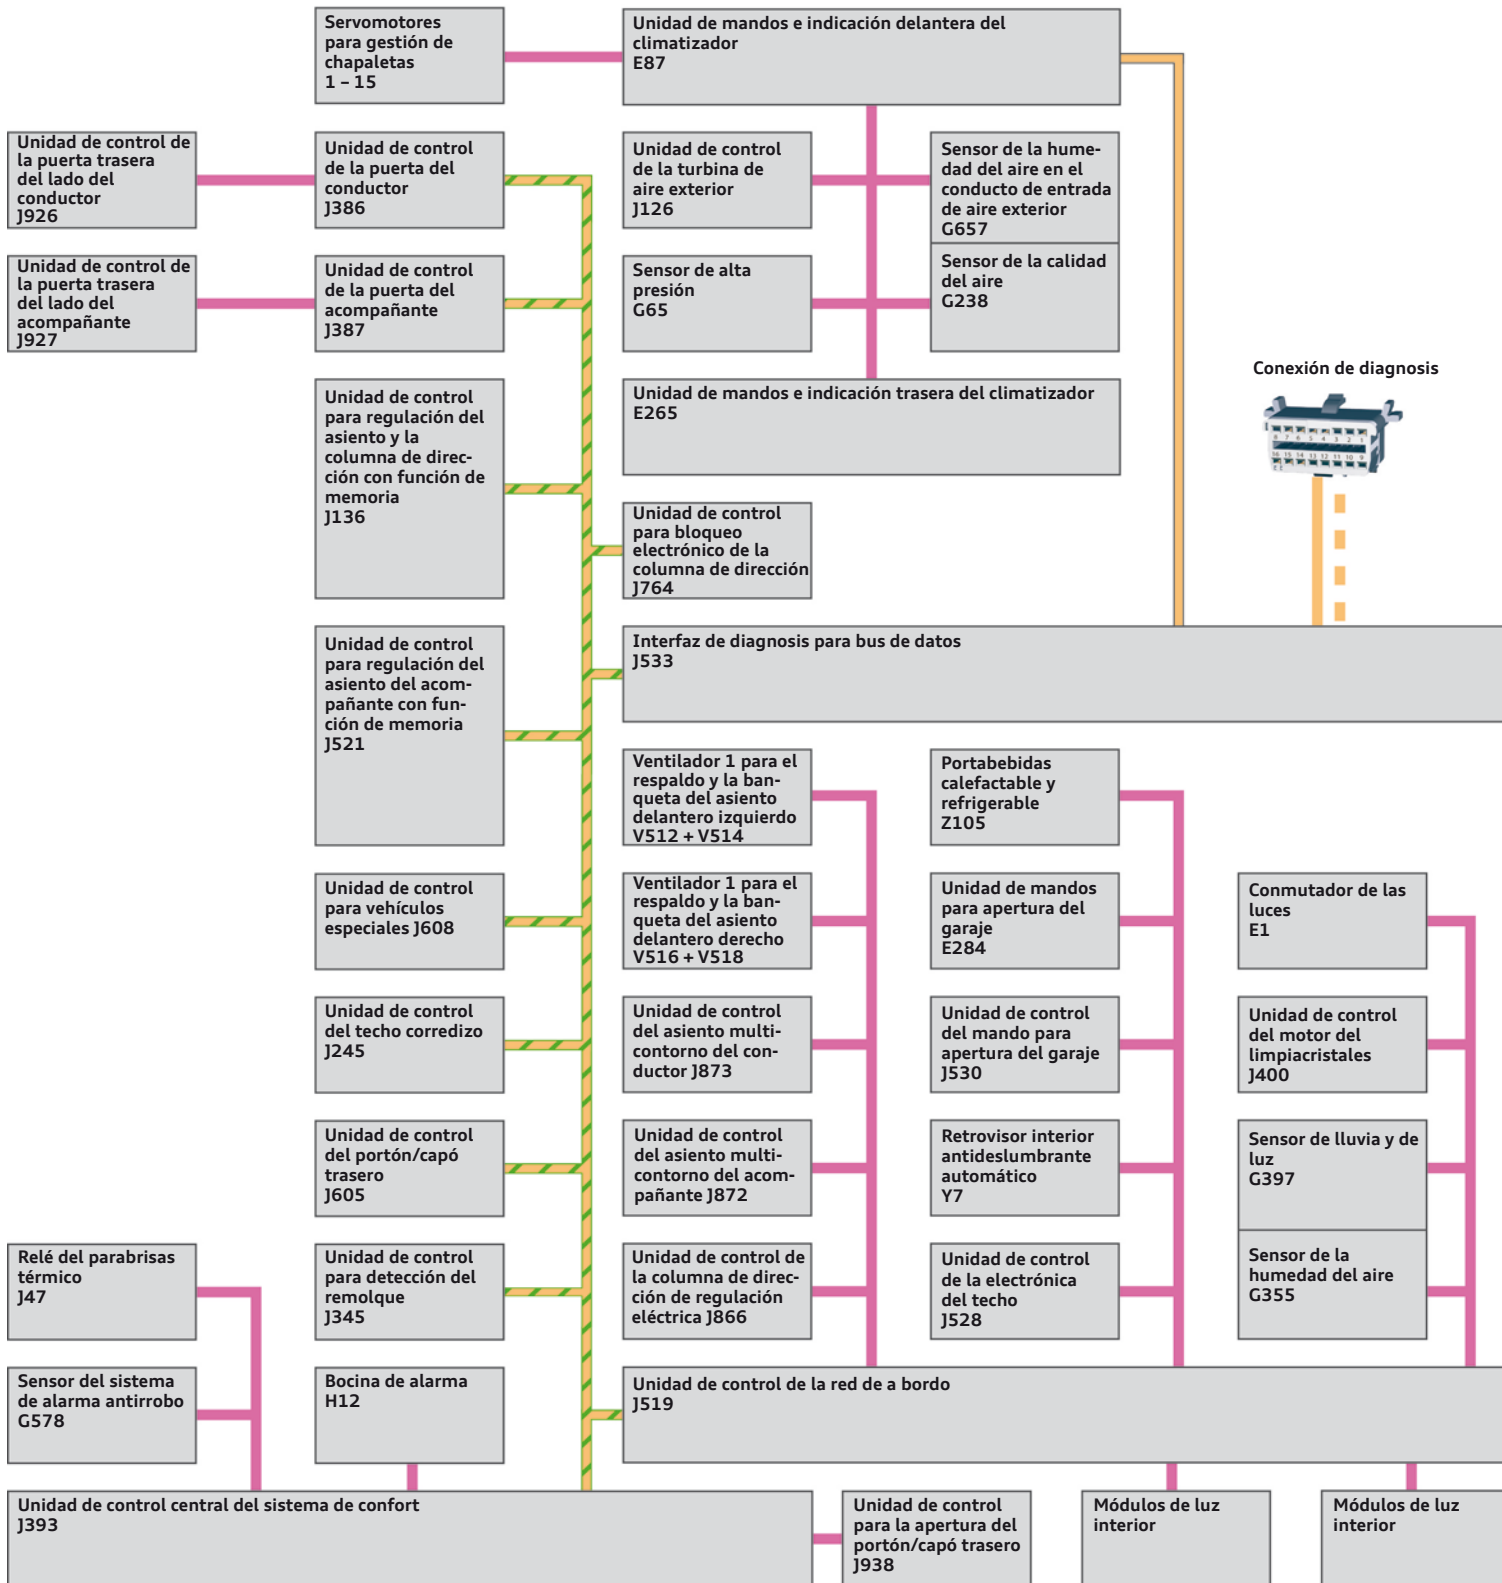 Servomotores
para gestión de
chapaletas
1 – 15
Unidad de mandos e indicación delantera del
climatizador
E87
Unidad de control de
la puerta trasera
del lado del
conductor
J926
Unidad de control
de la puerta del
conductor
J386
Unidad de control
de la turbina de
aire exterior
J126
Sensor de la hume-
dad del aire en el
conducto de entrada
de aire exterior
G657
Unidad de control de
la puerta trasera
del lado del
acompañante
J927
Unidad de control
de la puerta del
acompañante
J387
Sensor de alta
presión
G65
Sensor de la calidad
del aire
G238
Conexión de diagnosis
8 7 6 5 4 3 2 1
16 15 14 13 12 11 10 9
Unidad de control
para regulación del
asiento y la
columna de direc-
ción con función de
memoria
J136
Unidad de mandos e indicación trasera del climatizador
E265
Unidad de control
para bloqueo
electrónico de la
columna de dirección
J764
Unidad de control
para regulación del
asiento del acom-
pañante con fun-
ción de memoria
J521
Interfaz de diagnosis para bus de datos
J533
Ventilador 1 para el
respaldo y la ban-
queta del asiento
delantero izquierdo
V512 + V514
Portabebidas
calefactable y
refrigerable
Z105
Unidad de control
para vehículos
especiales J608
Ventilador 1 para el
respaldo y la ban-
queta del asiento
delantero derecho
V516 + V518
Unidad de mandos
para apertura del
garaje
E284
Conmutador de las
luces
E1
Unidad de control
del techo corredizo
J245
Unidad de control
del asiento multi-
contorno del con-
ductor J873
Unidad de control
del mando para
apertura del garaje
J530
Unidad de control
del motor del
limpiacristales
J400
Unidad de control
del portón/capó
trasero
J605
Unidad de control
del asiento multi-
contorno del acom-
pañante J872
Retrovisor interior
antideslumbrante
automático
Y7
Sensor de lluvia y de
luz
G397
Relé del parabrisas
térmico
J47
Unidad de control
para detección del
remolque
J345
Unidad de control de
la columna de direc-
ción de regulación
eléctrica J866
Unidad de control
de la electrónica
del techo
J528
Sensor de la
humedad del aire
G355
Sensor del sistema
de alarma antirrobo
G578
Bocina de alarma
H12
Unidad de control de la red de a bordo
J519
Unidad de control central del sistema de confort
J393
Unidad de control
para la apertura del
portón/capó trasero
J938
Módulos de luz
interior
Módulos de luz
interior